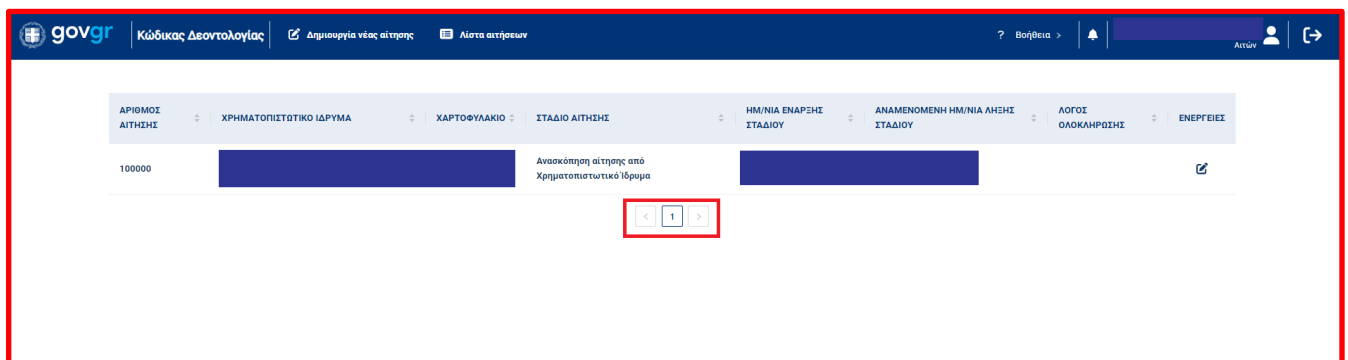 govgr Κώδικας Δεοντολογίας Δημιουργία νέας αίτησης Λίστα αιτήσεων ? Βοήθεια >
Αιτών
ΑΡΙΘΜΟΣ ΑΙΤΗΣΗΣ
ΧΡΗΜΑΤΟΠΙΣΤΩΤΙΚΟ ΙΔΡΥΜΑ
ΧΑΡΤΟΦΥΛΑΚΙΟ
ΣΤΑΔΙΟ ΑΙΤΗΣΗΣ
ΗΜ/ΝΙΑ ΕΝΑΡΞΗΣ
ΣΤΑΔΙΟΥ
ΑΝΑΜΕΝΟΜΕΝΗ ΗΜ/ΝΙΑ ΛΗΞΗΣ
ΣΤΑΔΙΟΥ
ΛΟΓΟΣ
ΟΛΟΚΛΗΡΩΣΗΣ
ΕΝΕΡΓΕΙΕΣ
100000
Ανασκόπηση αίτησης από
Χρηματοπιστωτικό Ίδρυμα
< 1 >